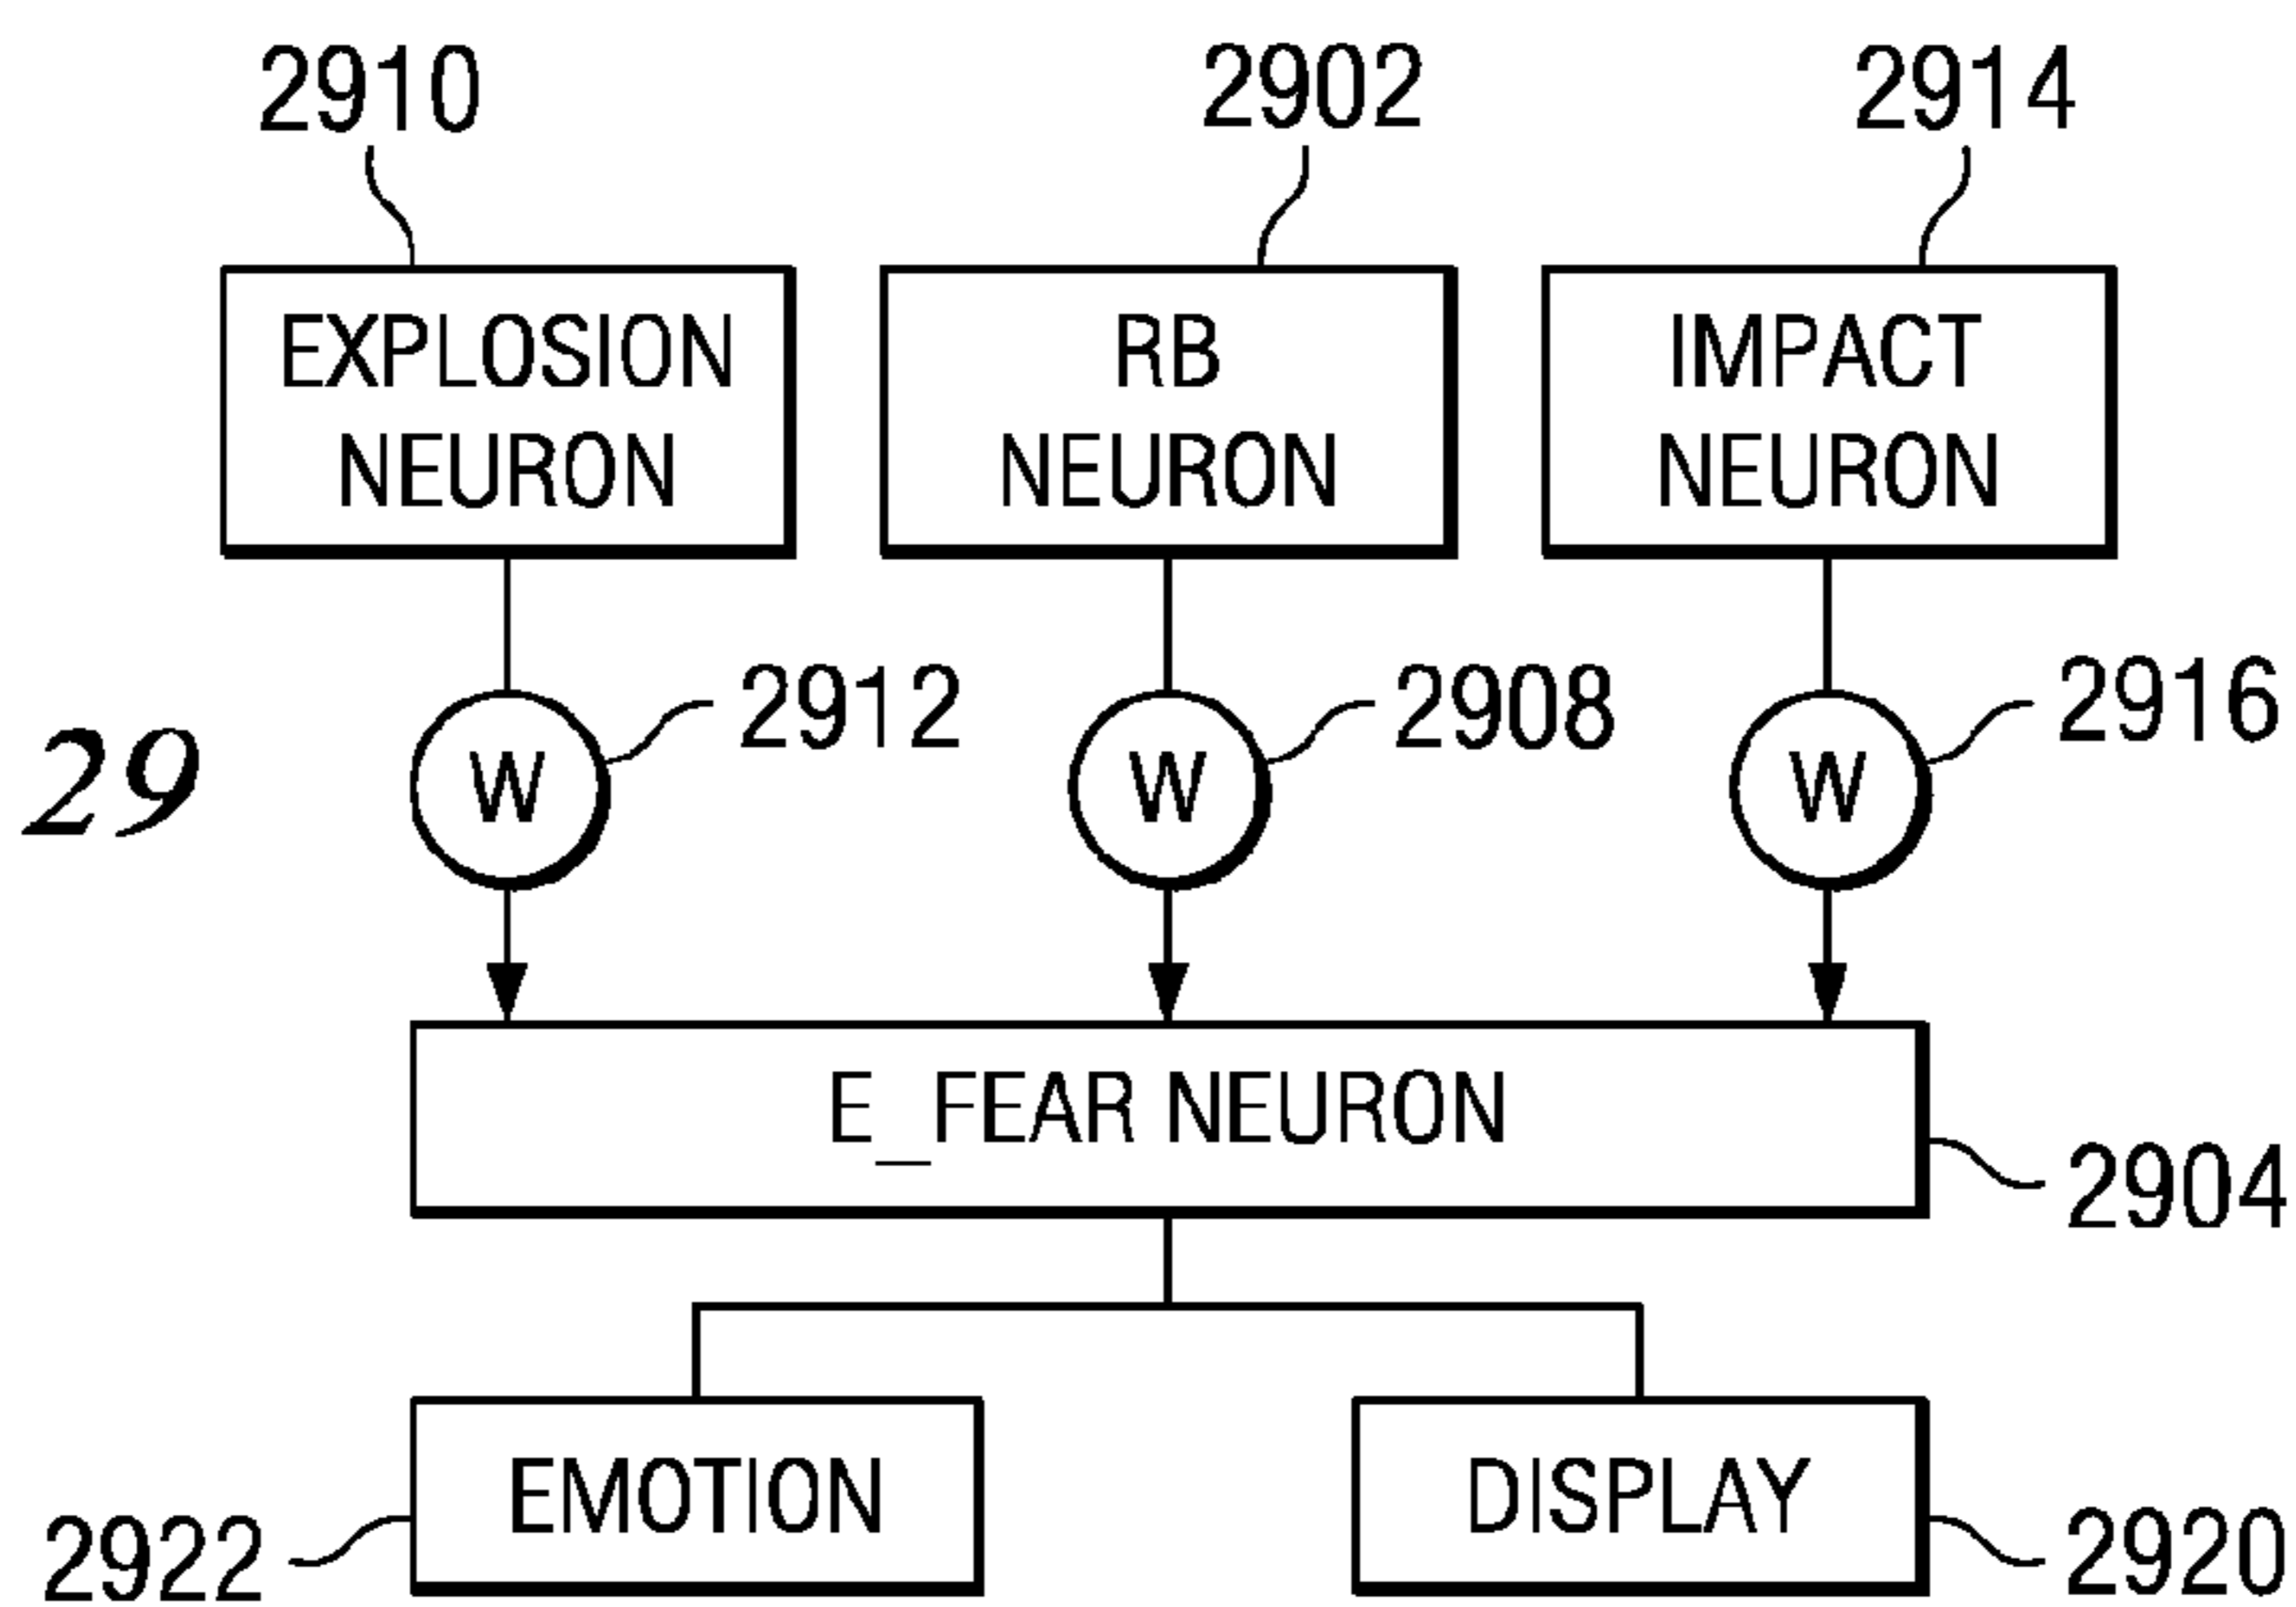 2910 2902 2914
EXPLOSION NEURON
RB NEURON
IMPACT NEURON
29
W 2912 W 2908 W 2916
E_FEAR NEURON
2904
EMOTION DISPLAY
2922 2920